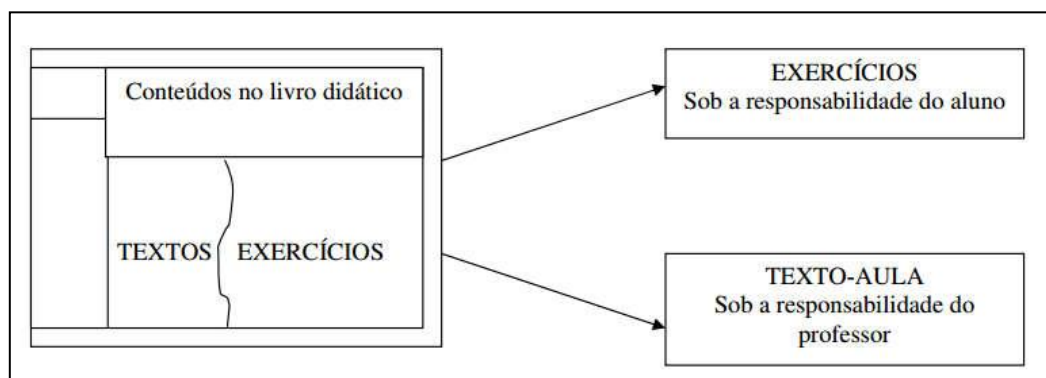 Conteúdos no livro didático
TEXTOS
EXERCÍCIOS
EXERCÍCIOS
Sob a responsabilidade do aluno
TEXTO-AULA
Sob a responsabilidade do
professor